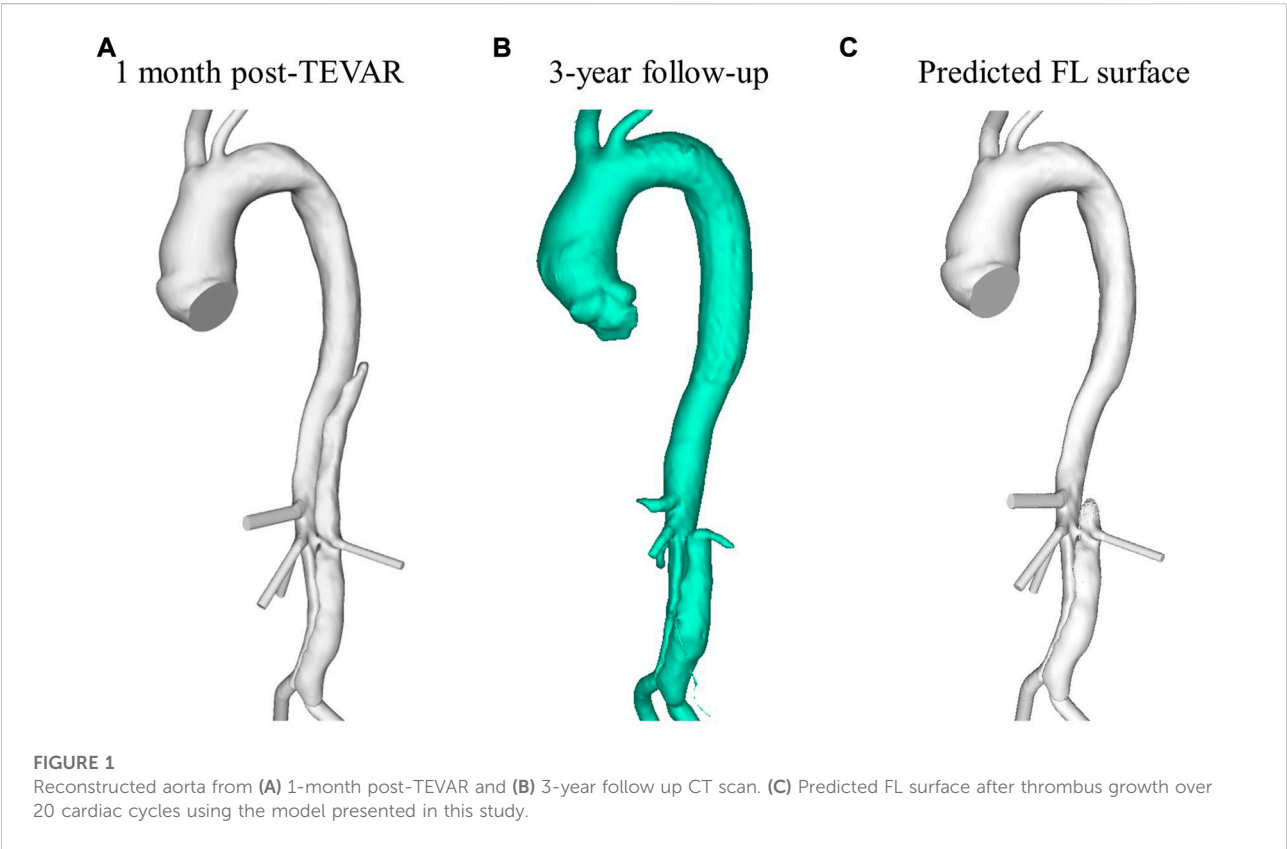 A
1 month post-TEVAR
B
3-year follow-up
C
Predicted FL surface
FIGURE 1
Reconstructed aorta from (A) 1-month post-TEVAR and (B) 3-year follow up CT scan. (C) Predicted FL surface after thrombus growth over
20 cardiac cycles using the model presented in this study.